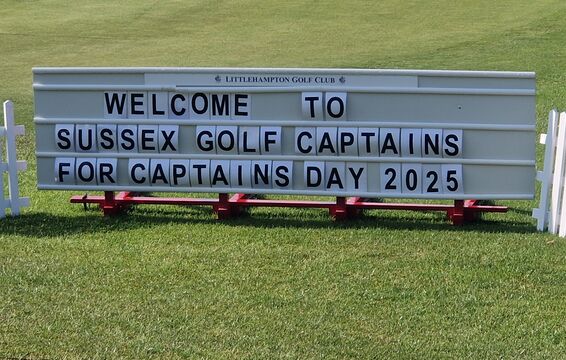 Littlehampton Golf Club
WELCOME TO
SUSSEX GOLF CAPTAINS
FOR CAPTAINS DAY 2025